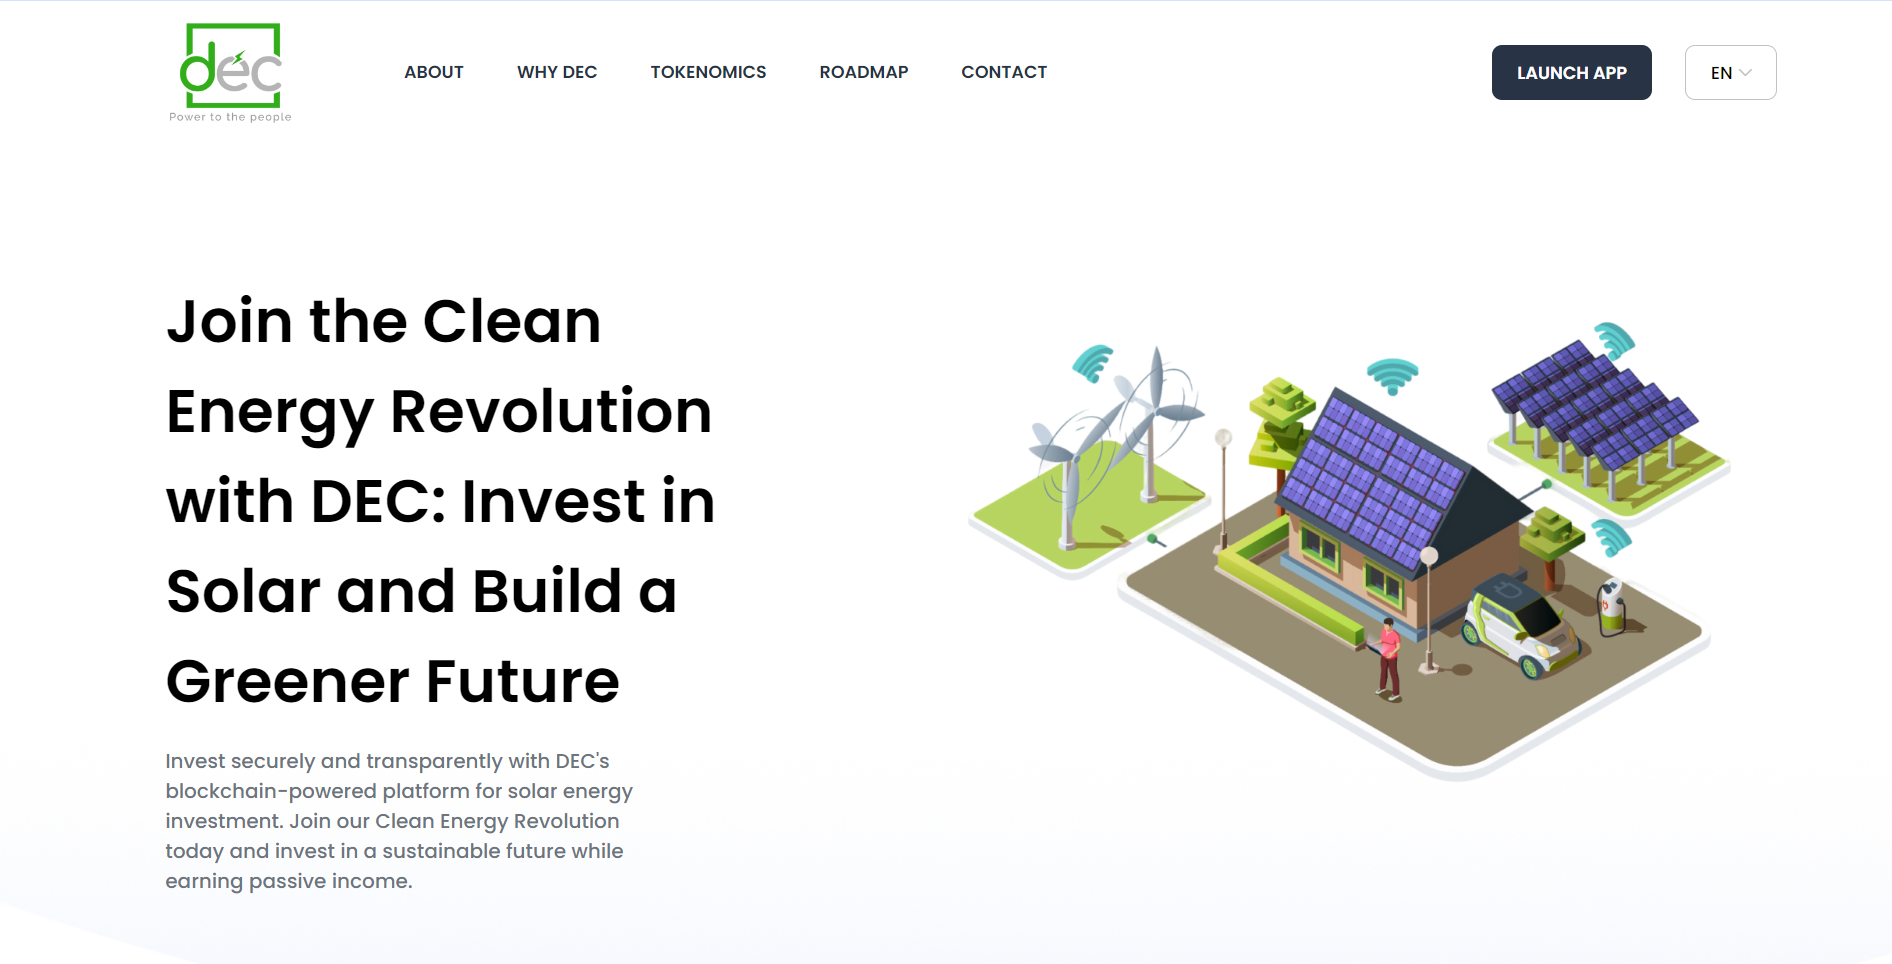 dec
Power to the people
ABOUT
WHY DEC
TOKENOMICS
ROADMAP
CONTACT
LAUNCH APP
EN
Join the Clean
Energy Revolution
with DEC: Invest in
Solar and Build a
Greener Future
Invest securely and transparently with DEC's
blockchain-powered platform for solar energy
investment. Join our Clean Energy Revolution
today and invest in a sustainable future while
earning passive income.